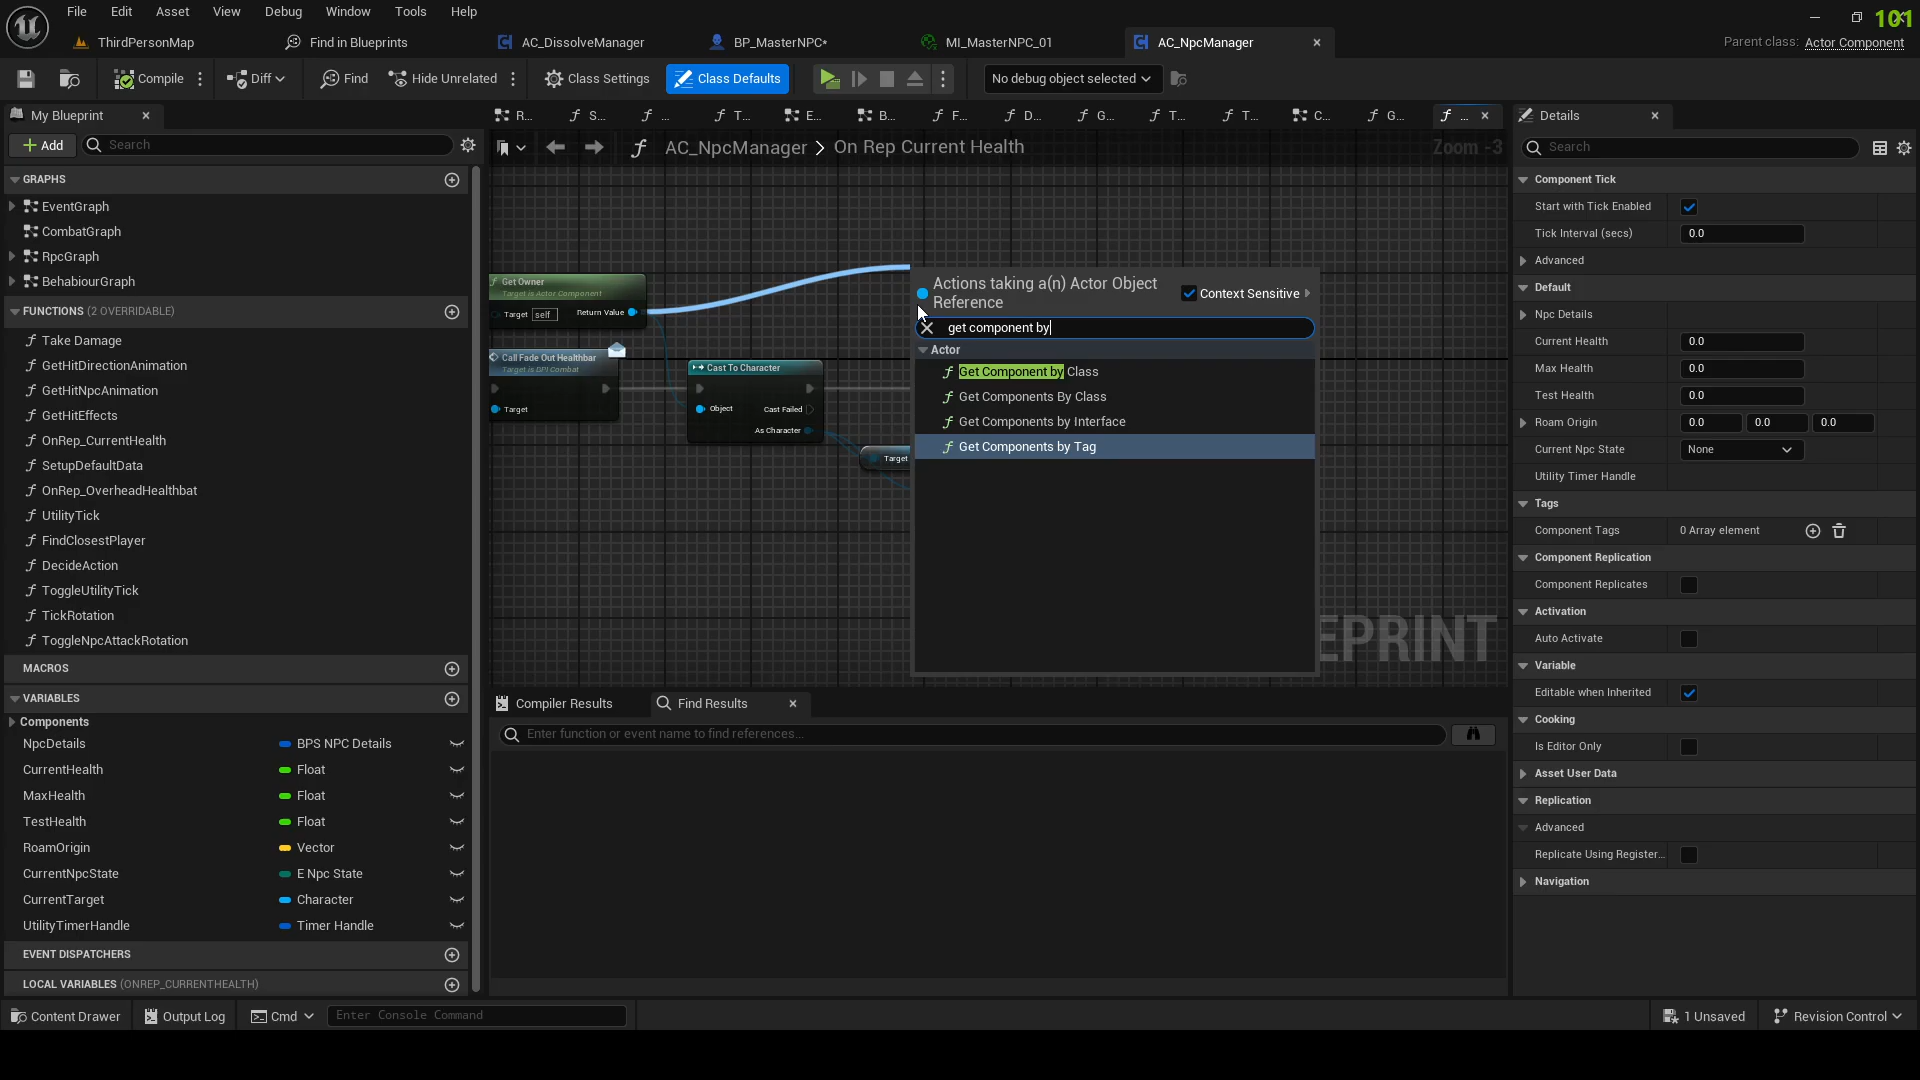 File Edit Asset View Debug Window Tools Help
101
ThirdPersonMap Find in Blueprints AC_DissolveManager BP_MasterNPC* MI_MasterNPC_01 AC_NpcManager
Parent class: Actor Component
Compile Diff Find Hide Unrelated Class Settings Class Defaults No debug object selected
My Blueprint
R... S... ... T... E... B... F... D... G... T... T... C... G... ...
Details
Add Search
AC_NpcManager > On Rep Current Health
Zoom -3
Search
GRAPHS
EventGraph
CombatGraph
RpcGraph
BehabiourGraph
FUNCTIONS (2 OVERRIDABLE)
Take Damage
GetHitDirectionAnimation
GetHitNpcAnimation
GetHitEffects
OnRep_CurrentHealth
SetupDefaultData
OnRep_OverheadHealthbat
UtilityTick
FindClosestPlayer
DecideAction
ToggleUtilityTick
TickRotation
ToggleNpcAttackRotation
MACROS
VARIABLES
Components
NpcDetails BPS NPC Details
CurrentHealth Float
MaxHealth Float
TestHealth Float
RoamOrigin Vector
CurrentNpcState E Npc State
CurrentTarget Character
UtilityTimerHandle Timer Handle
EVENT DISPATCHERS
LOCAL VARIABLES (ONREP_CURRENTHEALTH)
Get Owner
Target is Actor Component
Target self Return Value
Call Fade Out Healthbar
Target is BPI Combat
Target
Cast To Character
Object Cast Failed
As Character
Target
Actions taking a(n) Actor Object
Reference
Context Sensitive
get component by
Actor
Get Component by Class
Get Components By Class
Get Components by Interface
Get Components by Tag
EPRINT
Compiler Results Find Results
Enter function or event name to find references...
Component Tick
Start with Tick Enabled
Tick Interval (secs) 0.0
Advanced
Default
Npc Details
Current Health 0.0
Max Health 0.0
Test Health 0.0
Roam Origin 0.0 0.0 0.0
Current Npc State None
Utility Timer Handle
Tags
Component Tags 0 Array element
Component Replication
Component Replicates
Activation
Auto Activate
Variable
Editable when Inherited
Cooking
Is Editor Only
Asset User Data
Replication
Advanced
Replicate Using Register...
Navigation
Content Drawer Output Log Cmd Enter Console Command
1 Unsaved Revision Control